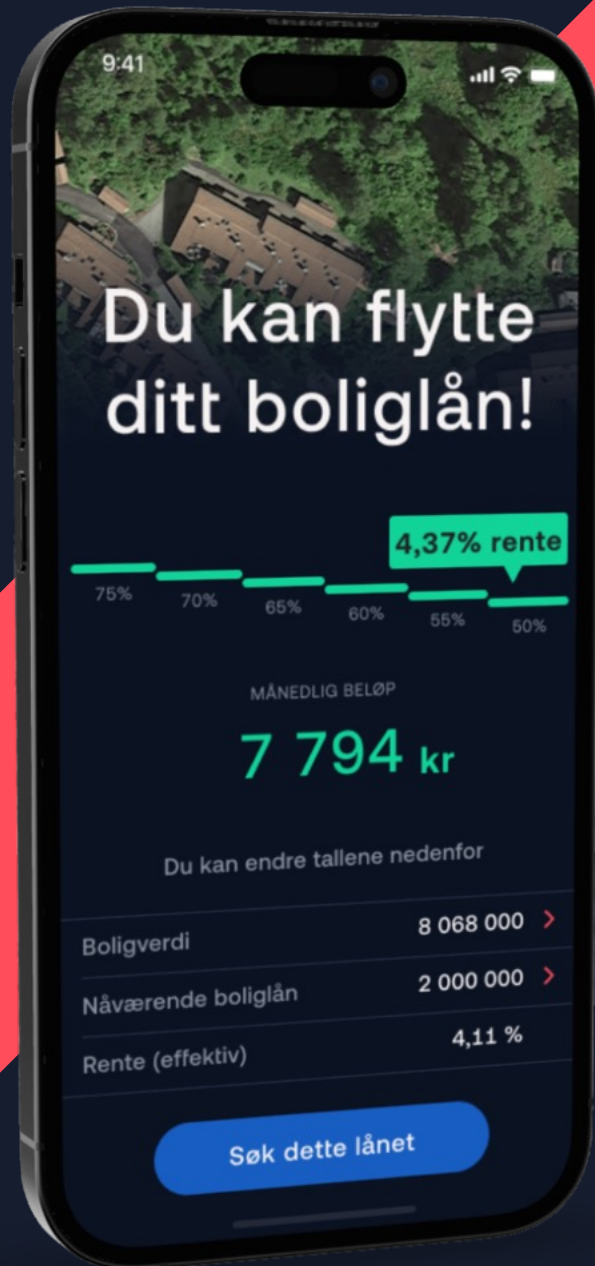 9:41
Du kan flytte
ditt boliglån!
4,37% rente
75% 70% 65% 60% 55% 50%
MÅNEDLIG BELØP
7 794 kr
Du kan endre tallene nedenfor
Boligverdi 8 068 000
Nåværende boliglån 2 000 000
Rente (effektiv) 4,11 %
Søk dette lånet